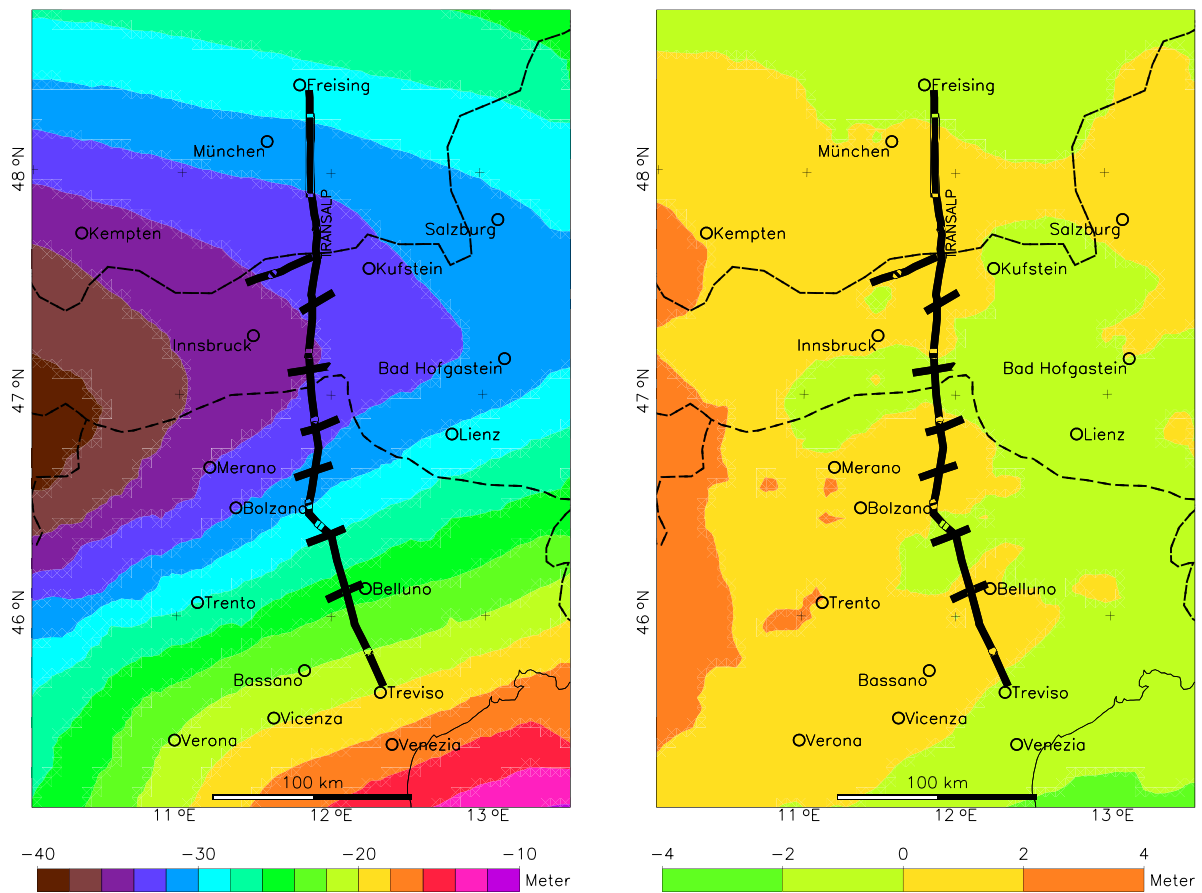 Freising
München
48 °N
TRANSALP
Salzburg
Kempten
Kufstein
Innsbruck
Bad Hofgastein
47 °N
Lienz
Merano
Bolzano
Belluno
Trento
46 °N
Bassano
Treviso
Vicenza
Verona
Venezia
100 km
11 °E
12 °E
13 °E
-40
-30
-20
-10
Meter
Freising
München
48 °N
TRANSALP
Salzburg
Kempten
Kufstein
Innsbruck
Bad Hofgastein
47 °N
Lienz
Merano
Bolzano
Belluno
Trento
46 °N
Bassano
Treviso
Vicenza
Verona
Venezia
100 km
11 °E
12 °E
13 °E
-4
-2
0
2
4
Meter